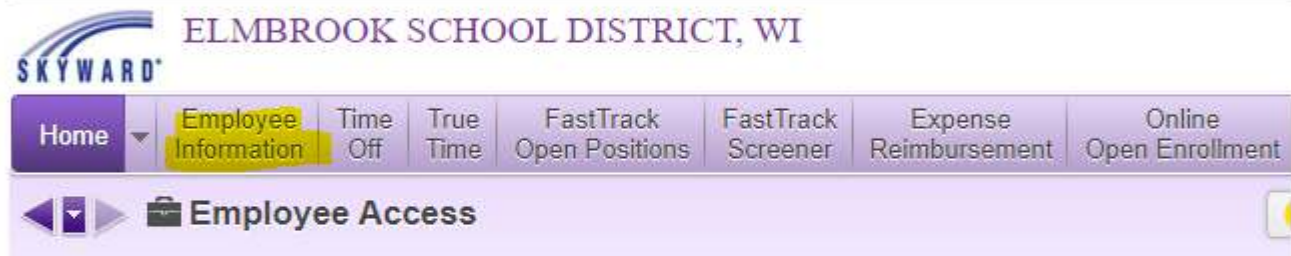 ELMBROOK SCHOOL DISTRICT, WI
SKYWARD
Home
Employee Information
Time Off
True Time
FastTrack Open Positions
FastTrack Screener
Expense Reimbursement
Online Open Enrollment
Employee Access